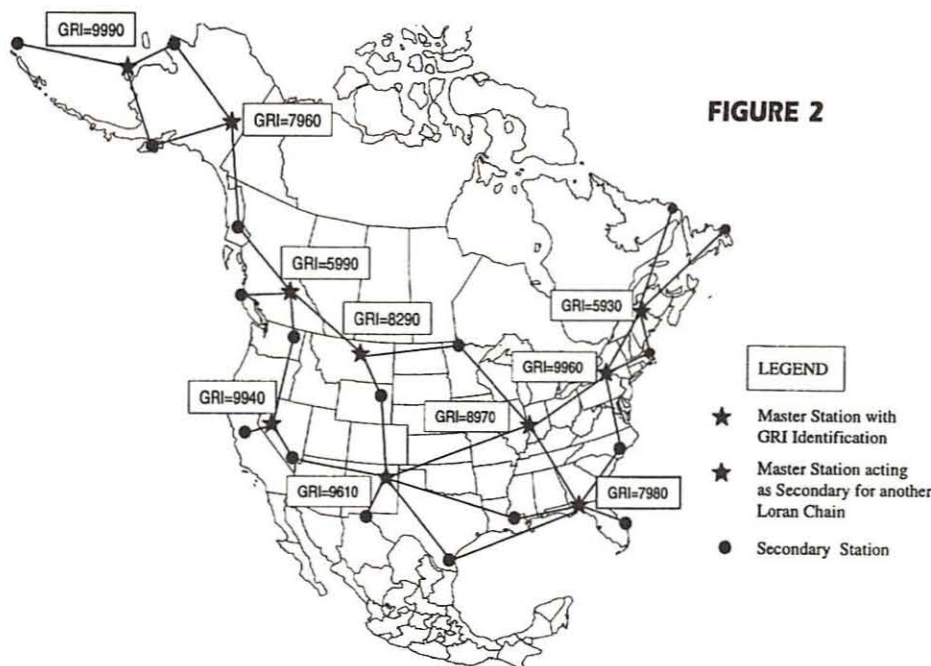 GRI=9990
FIGURE 2
GRI=7960
GRI=5990
GRI=5930
GRI=8290
GRI=9960
LEGEND
GRI=9940
GRI=8970
Master Station with
GRI Identification
Master Station acting
as Secondary for another
Loran Chain
GRI=9610
GRI=7980
Secondary Station